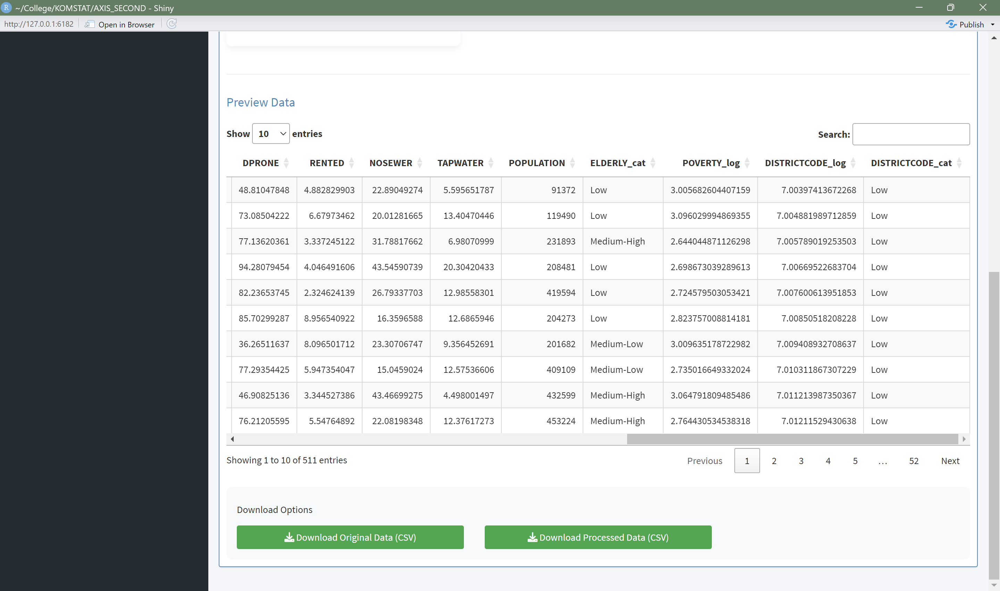 R ~/College/KOMSTAT/AXIS_SECOND - Shiny
http://127.0.0.1:6182 Open in Browser Publish
Preview Data
Show 10 entries Search:
DPRONE RENTED NOSEWER TAPWATER POPULATION ELDERLY_cat POVERTY_log DISTRICTCODE_log DISTRICTCODE_cat
48.81047848 4.882829903 22.89049274 5.595651787 91372 Low 3.005682604407159 7.00397413672268 Low
73.08504222 6.67973462 20.01281665 13.40470446 119490 Low 3.096029994869355 7.004881989712859 Low
77.13620361 3.337245122 31.78817662 6.98070999 231893 Medium-High 2.644044871126298 7.005789019253503 Low
94.28079454 4.046491606 43.54590739 20.30420433 208481 Low 2.698673039289613 7.00669522683704 Low
82.23653745 2.324624139 26.79337703 12.98558301 419594 Low 2.724579503053421 7.007600613951853 Low
85.70299287 8.956540922 16.3596588 12.6865946 204273 Low 2.823757008814181 7.00850518208228 Low
36.26511637 8.096501712 23.30706747 9.356452691 201682 Medium-Low 3.009635178722982 7.009408932708637 Low
77.29354425 5.947354047 15.0459024 12.57536606 409109 Medium-Low 2.735016649332024 7.010311867307229 Low
46.90825136 3.344527386 43.46699275 4.498001497 432599 Medium-High 3.064791809485486 7.011213987350367 Low
76.21205595 5.54764892 22.08198348 12.37617273 453224 Medium-High 2.764430534538318 7.01211529430638 Low
Showing 1 to 10 of 511 entries Previous 1 2 3 4 5 … 52 Next
Download Options
Download Original Data (CSV) Download Processed Data (CSV)